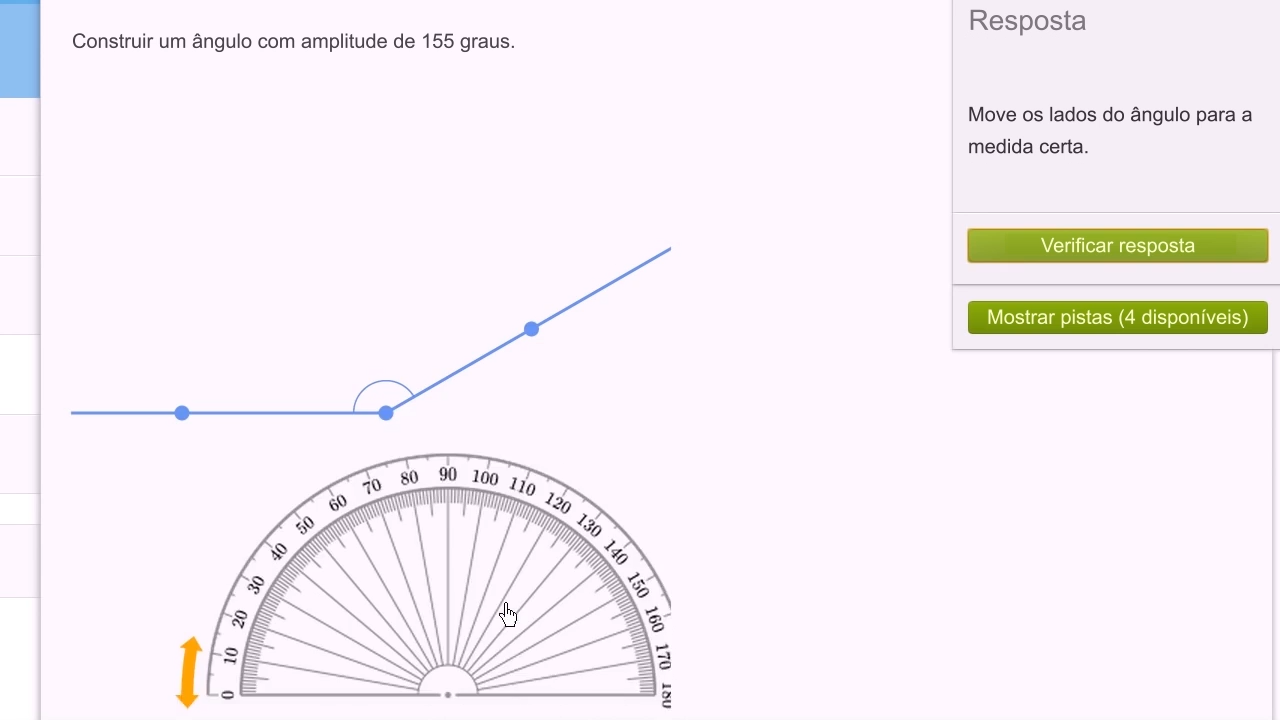 Construir um ângulo com amplitude de 155 graus.
Resposta
Move os lados do ângulo para a
medida certa.
Verificar resposta
Mostrar pistas (4 disponíveis)
0 10 20 30 40 50 60 70 80 90 100 110 120 130 140 150 160 170 180